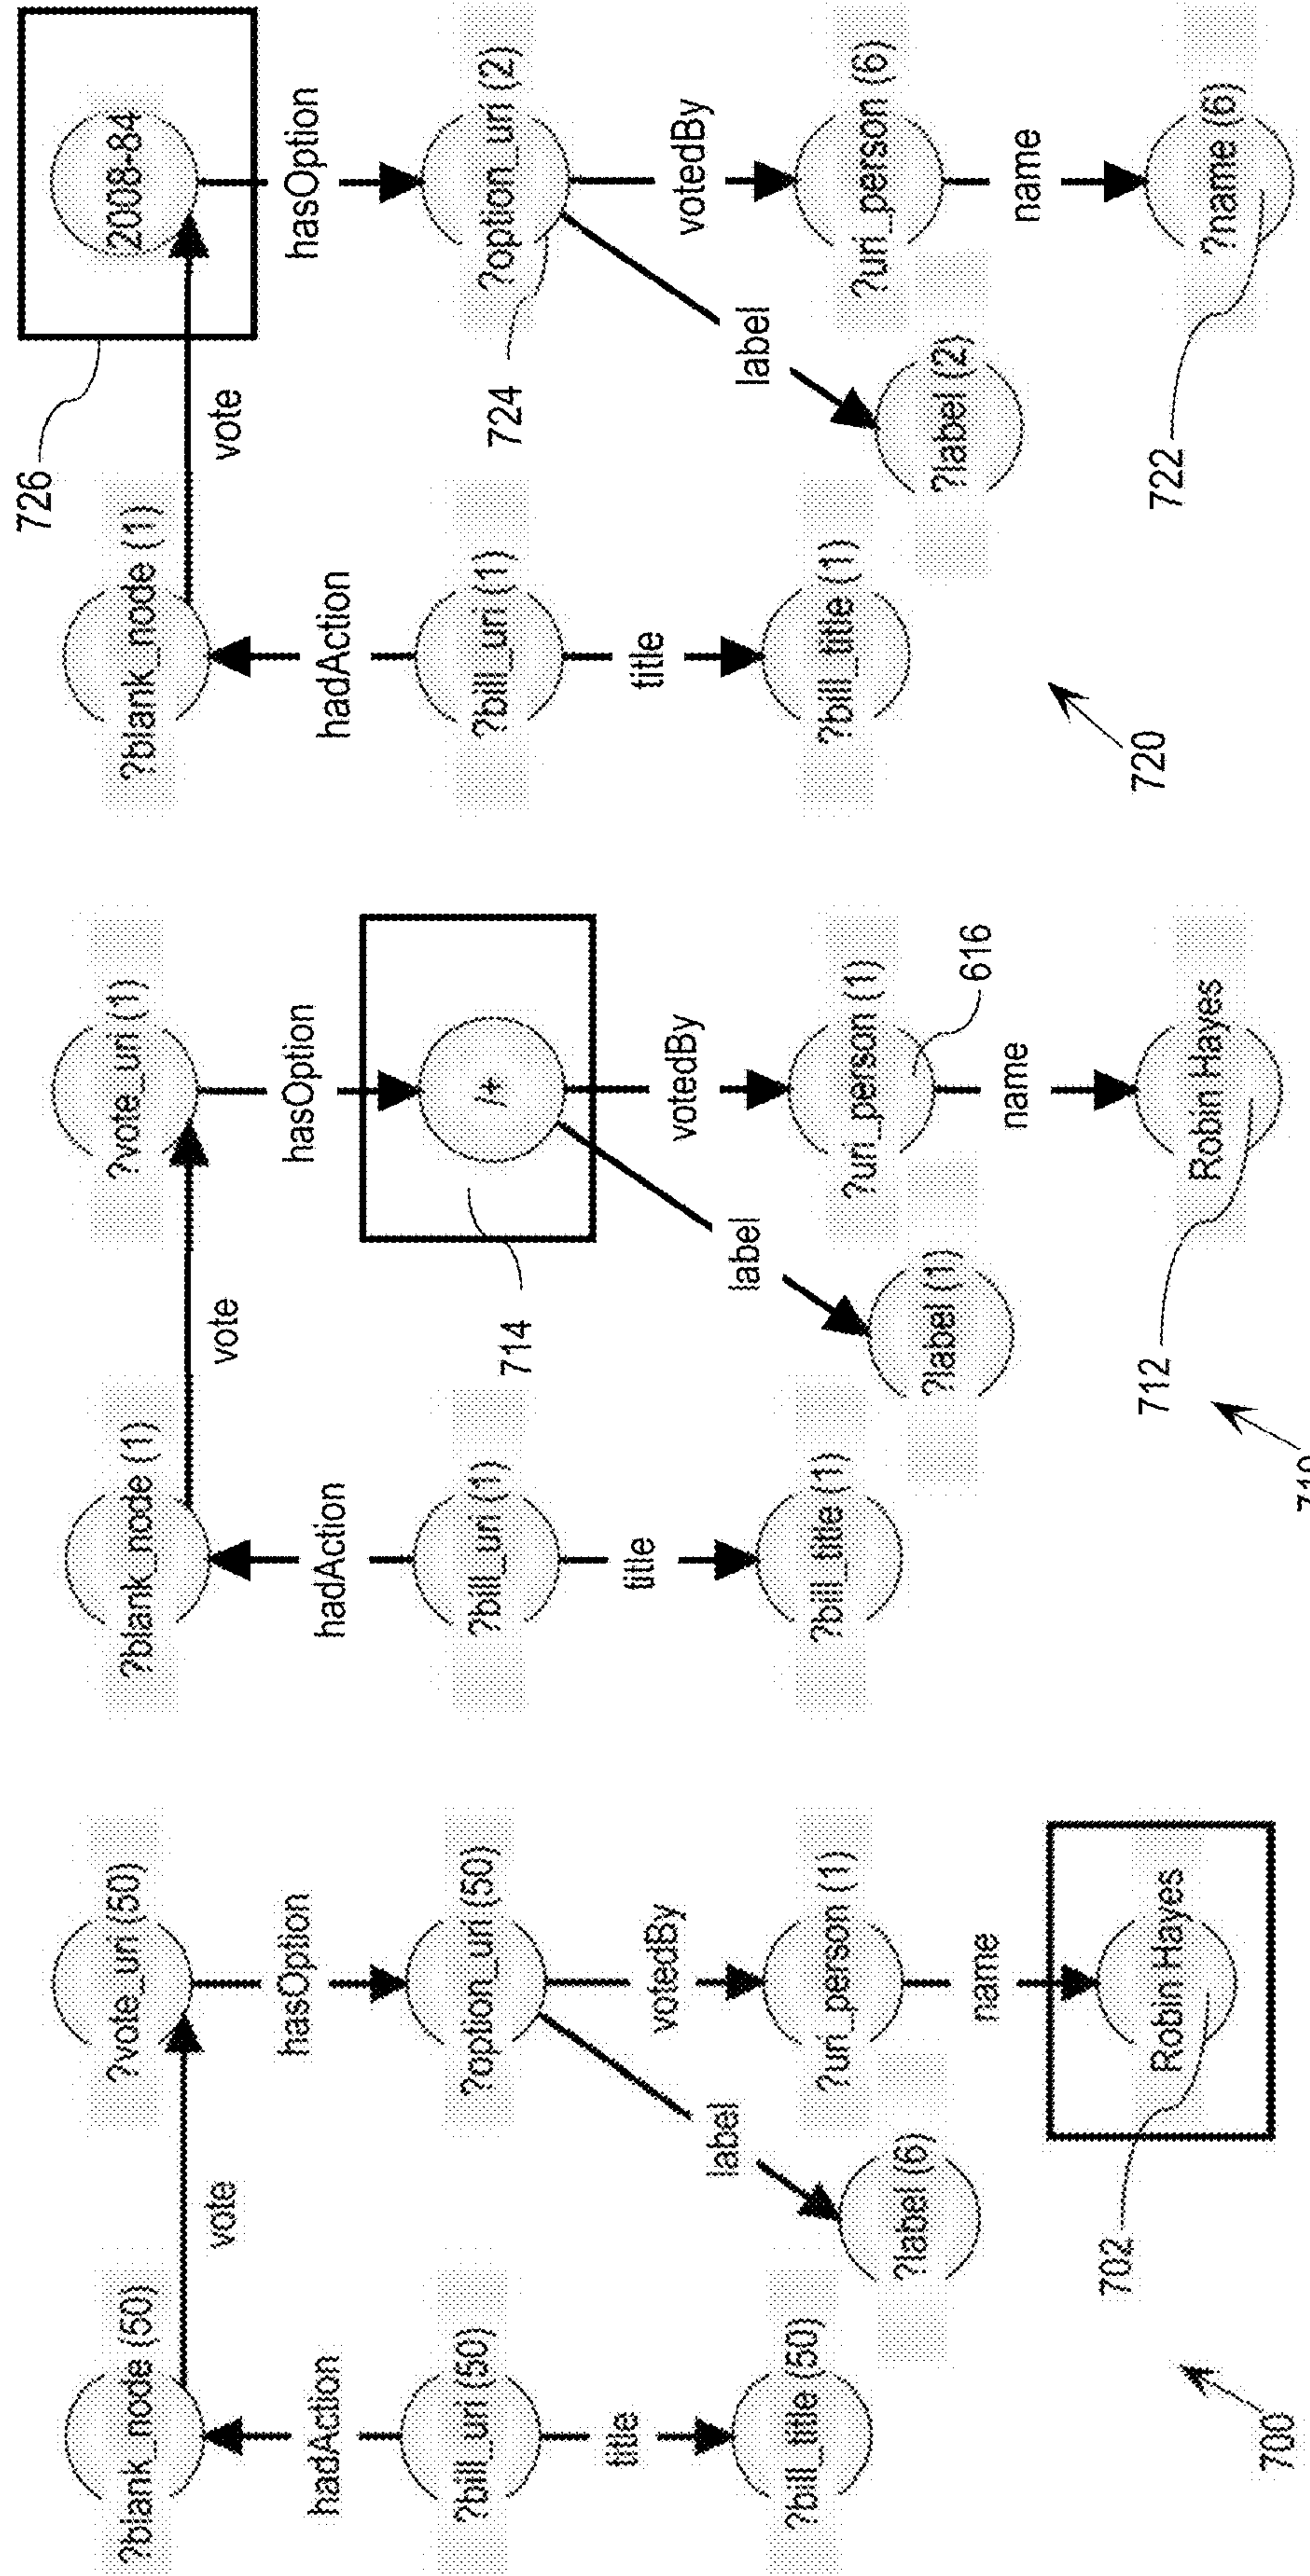 ?blank_node (50)
?vote_uri (50)
vote
hadAction
hasOption
?bill_uri (50)
?option_uri (50)
title
label
votedBy
?bill_title (50)
?label (6)
?uri_person (1)
name
Robin Hayes
702
700
?blank_node (1)
?vote_uri (1)
vote
hadAction
hasOption
?bill_uri (1)
/+
714
title
label
votedBy
?bill_title (1)
?label (1)
?uri_person (1)
616
name
712
Robin Hayes
710
726
?blank_node (1)
2008-84
vote
hadAction
hasOption
?bill_uri (1)
?option_uri (2)
724
title
label
votedBy
?bill_title (1)
?label (2)
?uri_person (6)
name
722
?name (6)
720